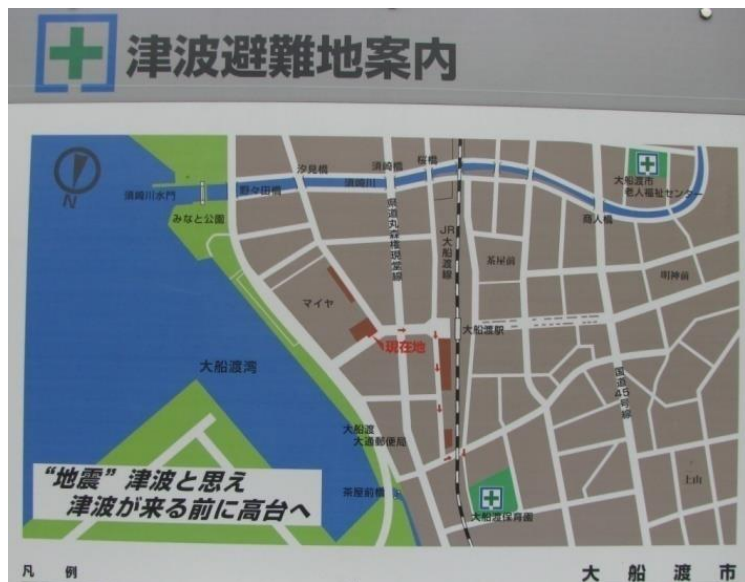 津波避難地案内
N
汐見橋
須崎橋
桜橋
須崎川水門
野々田橋
須崎川
大船渡市
老人福祉センター
みなと公園
商人橋
県道丸森権現堂線
JR大船渡線
茶屋前
明神前
マイヤ
大船渡駅
現在地
大船渡湾
国道45号線
大船渡
大通郵便局
“地震”津波と思え
津波が来る前に高台へ
茶屋前橋
大船渡保育園
上山
凡例
大船渡市